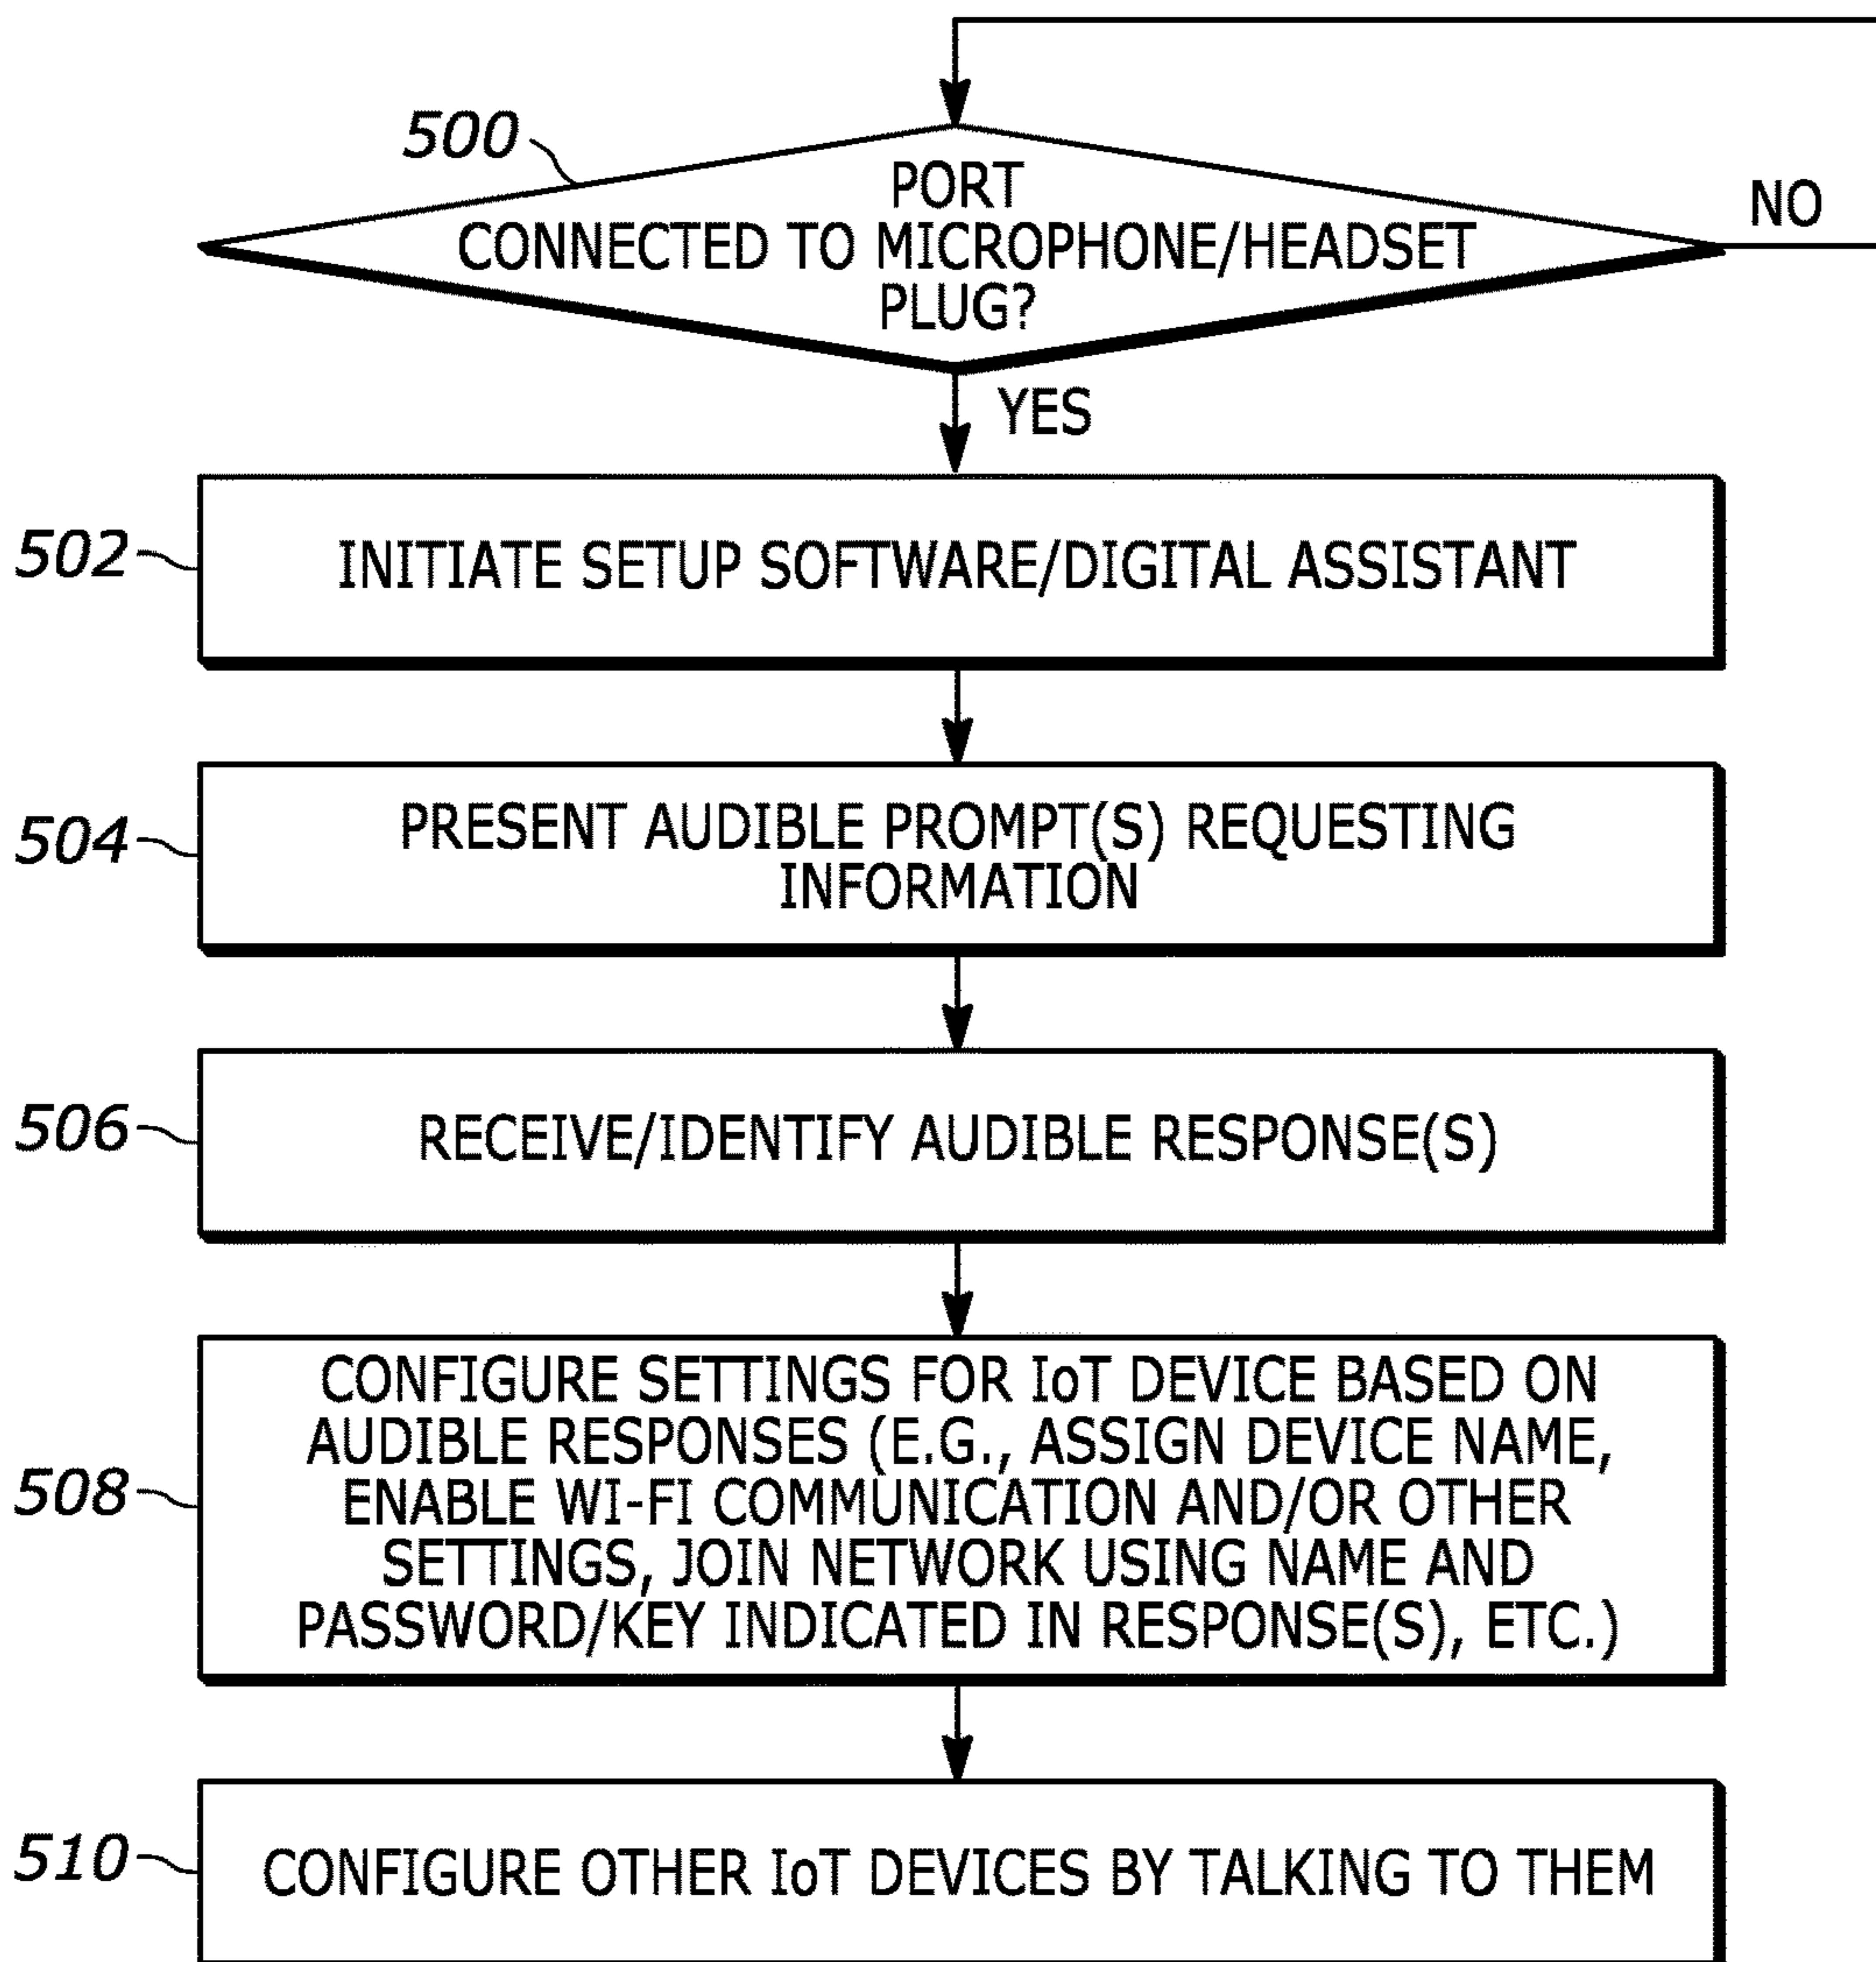 500
PORT
CONNECTED TO MICROPHONE/HEADSET
PLUG?
NO
YES
502
INITIATE SETUP SOFTWARE/DIGITAL ASSISTANT
504
PRESENT AUDIBLE PROMPT(S) REQUESTING
INFORMATION
506
RECEIVE/IDENTIFY AUDIBLE RESPONSE(S)
508
CONFIGURE SETTINGS FOR IoT DEVICE BASED ON
AUDIBLE RESPONSES (E.G., ASSIGN DEVICE NAME,
ENABLE WI-FI COMMUNICATION AND/OR OTHER
SETTINGS, JOIN NETWORK USING NAME AND
PASSWORD/KEY INDICATED IN RESPONSE(S), ETC.)
510
CONFIGURE OTHER IoT DEVICES BY TALKING TO THEM